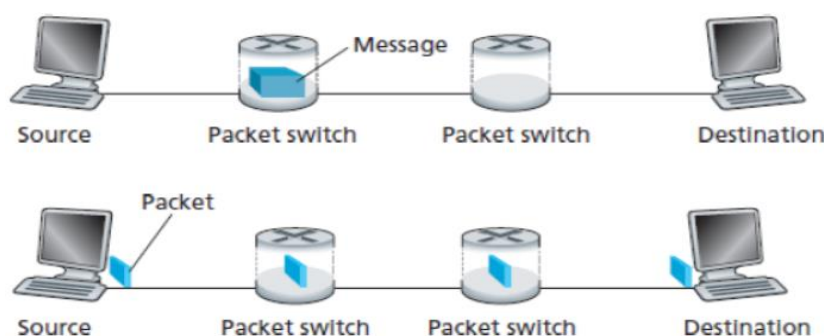 Message
Source Packet switch Packet switch Destination
Packet
Source Packet switch Packet switch Destination